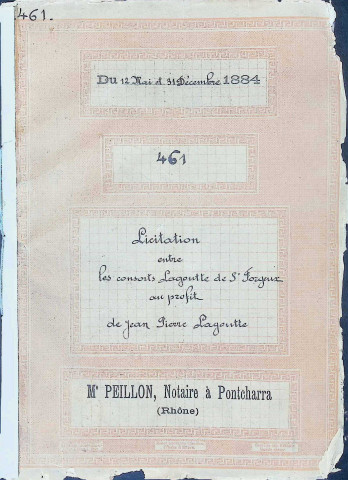 461.
Du 12 Mai et 31 Décembre 1884
461
Licitation
entre
les consorts Lagoutte de St Forgeux
au profit
de Jean Pierre Lagoutte
Me PEILLON, Notaire à Pontcharra
(Rhône)